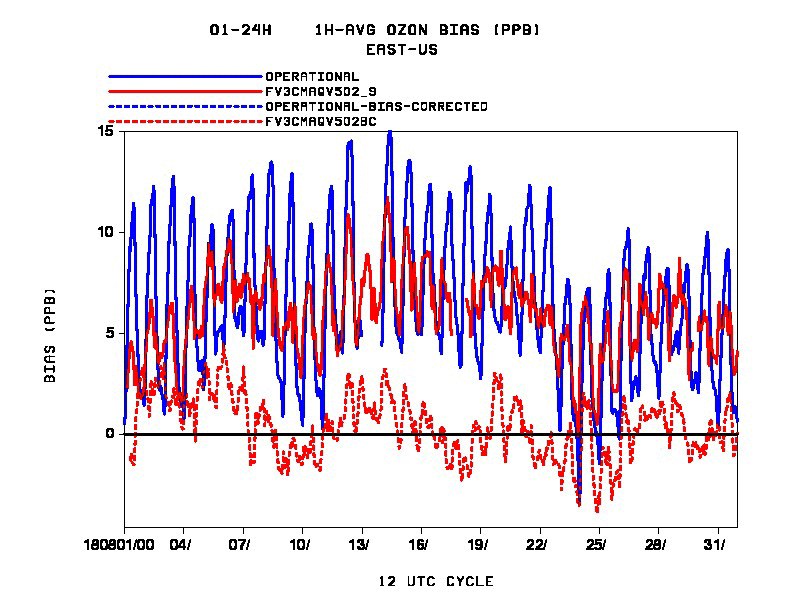 01-24H 1H-AVG OZON BIAS (PPB)
EAST-US
OPERATIONAL
FV3CMAQV502_9
OPERATIONAL-BIAS-CORRECTED
FV3CMAQV502BC
15
10
5
0
BIAS (PPB)
180801/00 04/ 07/ 10/ 13/ 16/ 19/ 22/ 25/ 28/ 31/
12 UTC CYCLE